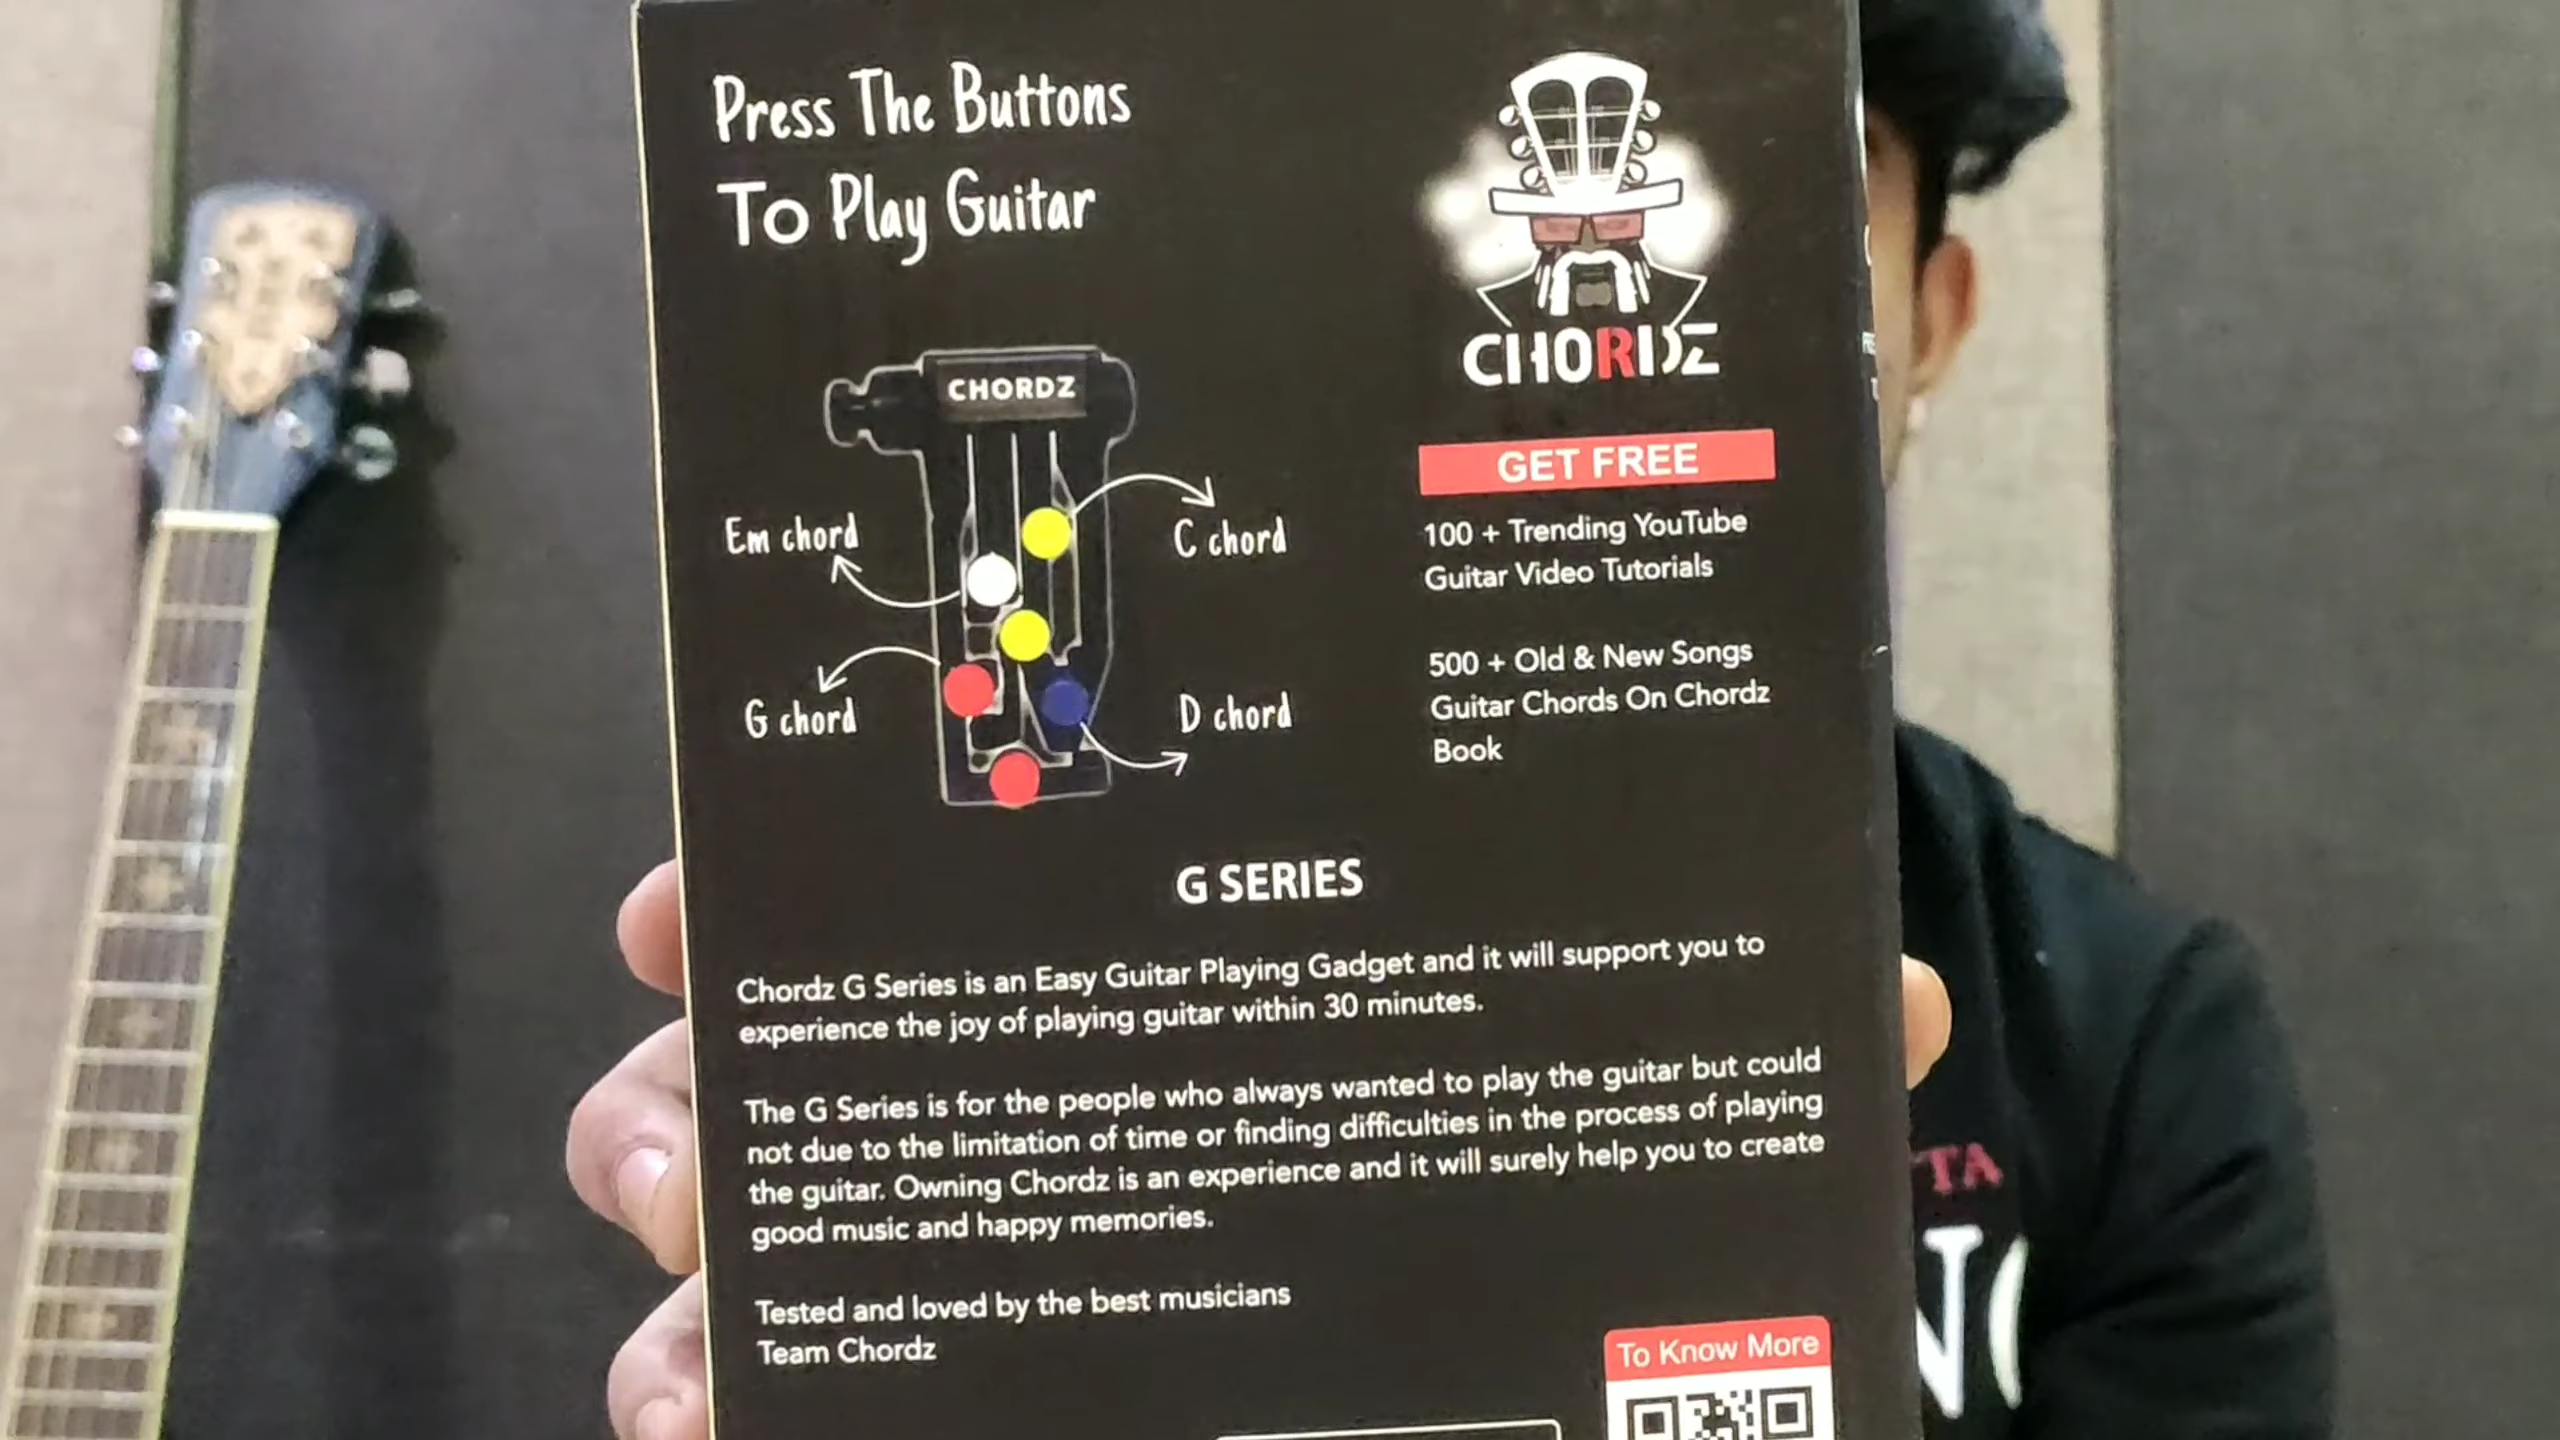 Press The Buttons
To Play Guitar
CHORDZ
Em chord
C chord
G chord
D chord
CHORDZ
GET FREE
100 + Trending YouTube
Guitar Video Tutorials
500 + Old & New Songs
Guitar Chords On Chordz
Book
G SERIES
Chordz G Series is an Easy Guitar Playing Gadget and it will support you to
experience the joy of playing guitar within 30 minutes.
The G Series is for the people who always wanted to play the guitar but could
not due to the limitation of time or finding difficulties in the process of playing
the guitar. Owning Chordz is an experience and it will surely help you to create
good music and happy memories.
Tested and loved by the best musicians
Team Chordz
To Know More
TA